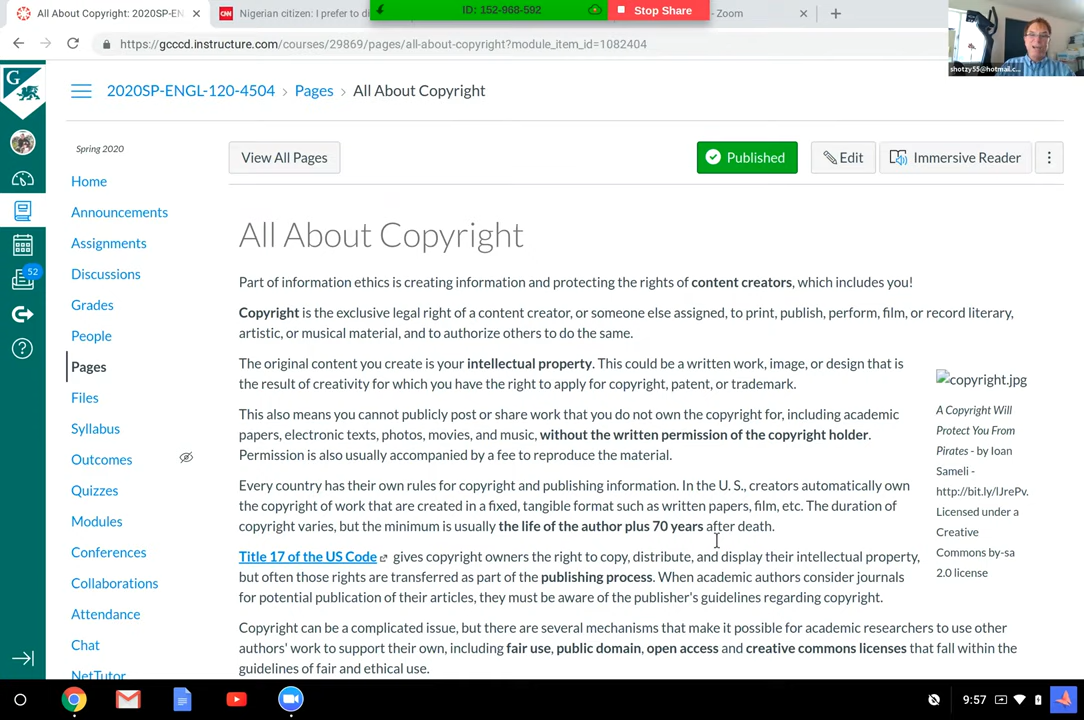 All About Copyright: 2020SP-EN
Nigerian citizen: I prefer to di
ID: 152-968-592
Stop Share
- Zoom
https://gcccd.instructure.com/courses/29869/pages/all-about-copyright?module_item_id=1082404
shotzy55@hotmail.c...
G
2020SP-ENGL-120-4504 › Pages › All About Copyright
Spring 2020
View All Pages
Published
Edit
Immersive Reader
Home
Announcements
Assignments
Discussions
52
Grades
People
Pages
Files
Syllabus
Outcomes
Quizzes
Modules
Conferences
Collaborations
Attendance
Chat
NetTutor
All About Copyright
Part of information ethics is creating information and protecting the rights of content creators, which includes you!
Copyright is the exclusive legal right of a content creator, or someone else assigned, to print, publish, perform, film, or record literary,
artistic, or musical material, and to authorize others to do the same.
The original content you create is your intellectual property. This could be a written work, image, or design that is
the result of creativity for which you have the right to apply for copyright, patent, or trademark.
This also means you cannot publicly post or share work that you do not own the copyright for, including academic
papers, electronic texts, photos, movies, and music, without the written permission of the copyright holder.
Permission is also usually accompanied by a fee to reproduce the material.
Every country has their own rules for copyright and publishing information. In the U. S., creators automatically own
the copyright of work that are created in a fixed, tangible format such as written papers, film, etc. The duration of
copyright varies, but the minimum is usually the life of the author plus 70 years after death.
Title 17 of the US Code gives copyright owners the right to copy, distribute, and display their intellectual property,
but often those rights are transferred as part of the publishing process. When academic authors consider journals
for potential publication of their articles, they must be aware of the publisher's guidelines regarding copyright.
Copyright can be a complicated issue, but there are several mechanisms that make it possible for academic researchers to use other
authors' work to support their own, including fair use, public domain, open access and creative commons licenses that fall within the
guidelines of fair and ethical use.
copyright.jpg
A Copyright Will
Protect You From
Pirates - by Ioan
Sameli -
http://bit.ly/lJrePv.
Licensed under a
Creative
Commons by-sa
2.0 license
9:57